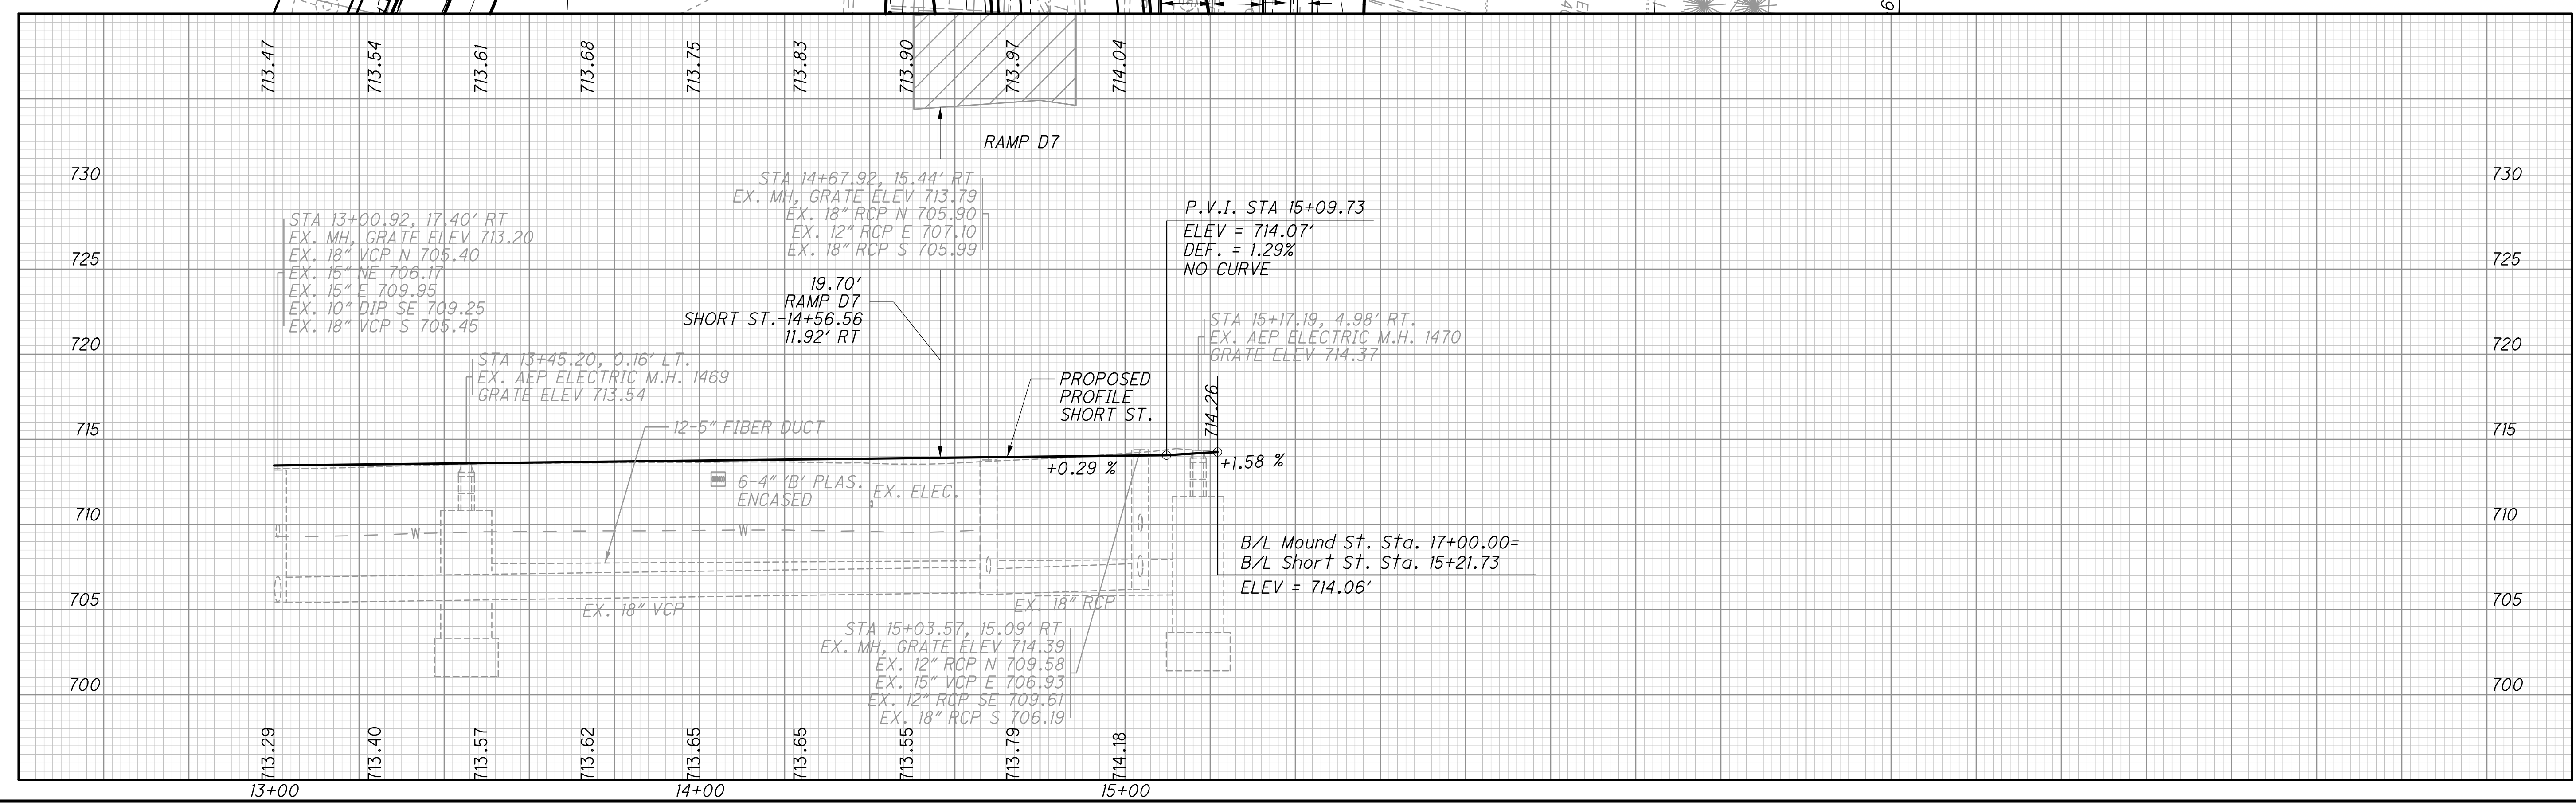 713.47
713.54
713.61
713.68
713.75
713.83
713.90
713.97
714.04
RAMP D7
730
730
725
725
720
720
715
715
710
710
705
705
700
700
STA 13+00.92, 17.40' RT
EX. MH, GRATE ELEV 713.20
EX. 18" VCP N 705.40
EX. 15" NE 706.17
EX. 15" E 709.95
EX. 10" DIP SE 709.25
EX. 18" VCP S 705.45
STA 14+67.92, 15.44' RT
EX. MH, GRATE ELEV 713.79
EX. 18" RCP N 705.90
EX. 12" RCP E 707.10
EX. 18" RCP S 705.99
P.V.I. STA 15+09.73
ELEV = 714.07'
DEF. = 1.29%
NO CURVE
19.70'
RAMP D7
SHORT ST.-14+56.56
11.92' RT
STA 15+17.19, 4.98' RT.
EX. AEP ELECTRIC M.H. 1470
GRATE ELEV 714.37
STA 13+45.20, 0.16' LT.
EX. AEP ELECTRIC M.H. 1469
GRATE ELEV 713.54
PROPOSED
PROFILE
SHORT ST.
714.26
12-5" FIBER DUCT
+0.29 %
+1.58 %
6-4" 'B' PLAS.
ENCASED
EX. ELEC.
W
W
B/L Mound St. Sta. 17+00.00=
B/L Short St. Sta. 15+21.73
ELEV = 714.06'
EX. 18" VCP
EX. 18" RCP
STA 15+03.57, 15.09' RT
EX. MH, GRATE ELEV 714.39
EX. 12" RCP N 709.58
EX. 15" VCP E 706.93
EX. 12" RCP SE 709.61
EX. 18" RCP S 706.19
713.29
713.40
713.57
713.62
713.65
713.65
713.55
713.79
714.18
13+00
14+00
15+00